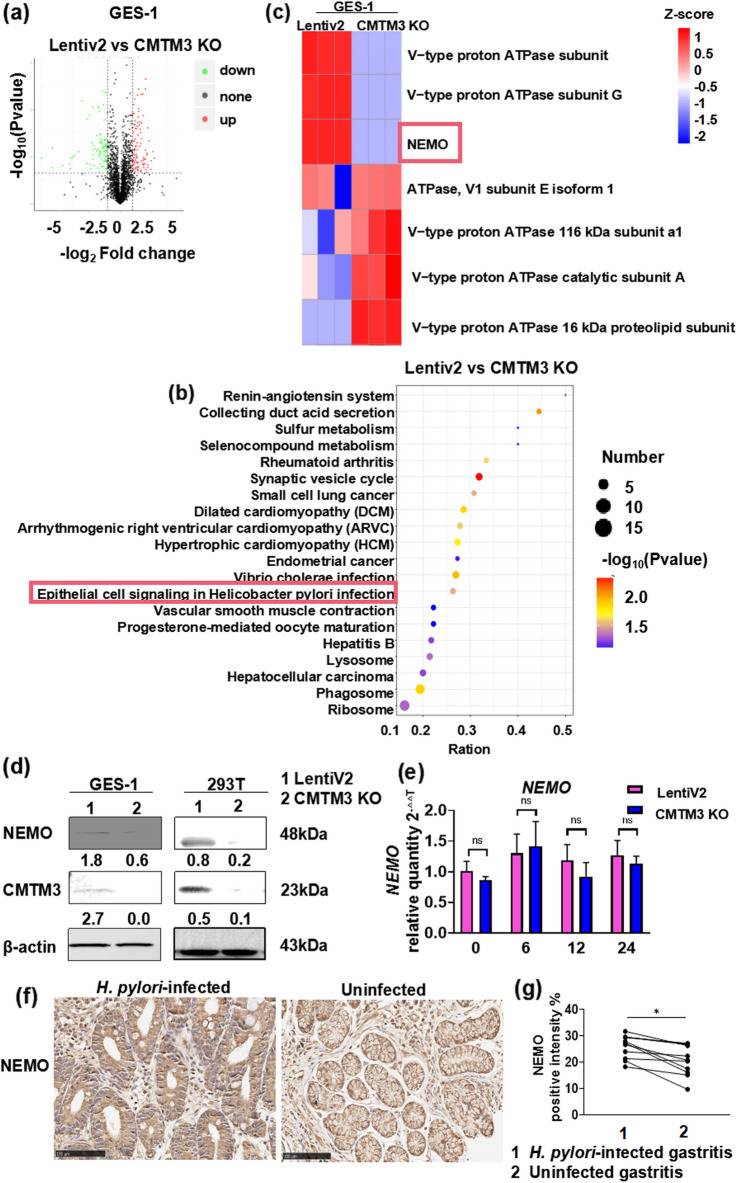 (a)
GES-1
Lentiv2 vs CMTM3 KO
down
none
up
-log10(Pvalue)
-5 -2.5 0 2.5 5
-log2 Fold change
(c)
GES-1
Lentiv2 CMTM3 KO
Z-score
1
0.5
0
-0.5
-1
-1.5
-2
V-type proton ATPase subunit
V-type proton ATPase subunit G
NEMO
ATPase, V1 subunit E isoform 1
V-type proton ATPase 116 kDa subunit a1
V-type proton ATPase catalytic subunit A
V-type proton ATPase 16 kDa proteolipid subunit
(b)
Lentiv2 vs CMTM3 KO
Renin-angiotensin system
Collecting duct acid secretion
Sulfur metabolism
Selenocompound metabolism
Rheumatoid arthritis
Synaptic vesicle cycle
Small cell lung cancer
Dilated cardiomyopathy (DCM)
Arrhythmogenic right ventricular cardiomyopathy (ARVC)
Hypertrophic cardiomyopathy (HCM)
Endometrial cancer
Vibrio cholerae infection
Epithelial cell signaling in Helicobacter pylori infection
Vascular smooth muscle contraction
Progesterone-mediated oocyte maturation
Hepatitis B
Lysosome
Hepatocellular carcinoma
Phagosome
Ribosome
0.1 0.2 0.3 0.4 0.5
Ration
Number
5
10
15
-log10(Pvalue)
2.0
1.5
(d)
GES-1 293T
1 2 1 2
1 LentiV2
2 CMTM3 KO
NEMO 48kDa
1.8 0.6 0.8 0.2
CMTM3 23kDa
2.7 0.0 0.5 0.1
β-actin 43kDa
(e)
NEMO
LentiV2
CMTM3 KO
NEMO
relative quantity 2-△△T
2.0
1.5
1.0
0.5
0.0
ns ns ns ns
0 6 12 24
(f)
H. pylori-infected Uninfected
NEMO
(g)
NEMO
positive intensity %
40
30
20
10
0
*
1 2
1 H. pylori-intected gastritis
2 Uninfected gastritis